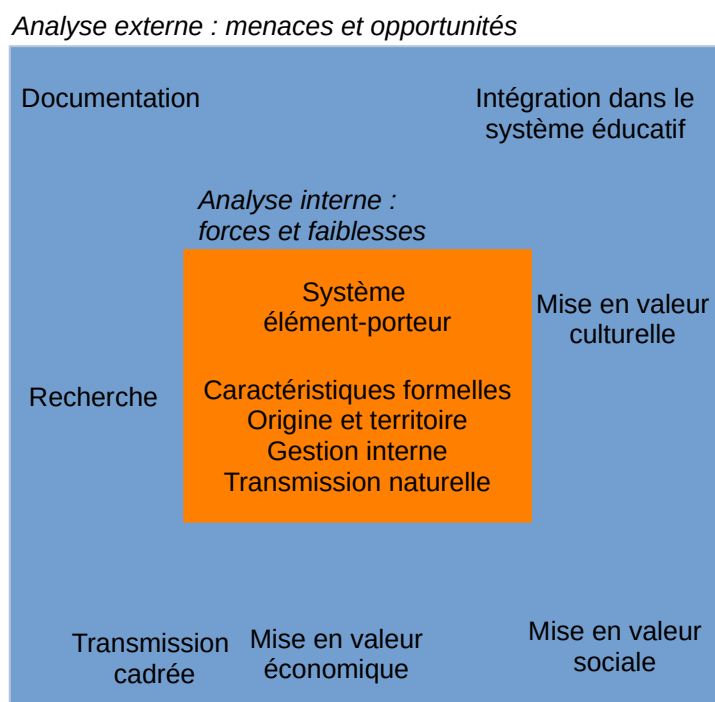 Analyse externe : menaces et opportunités
Documentation
Intégration dans le
système éducatif
Analyse interne :
forces et faiblesses
Système
élément-porteur
Mise en valeur
culturelle
Recherche
Caractéristiques formelles
Origine et territoire
Gestion interne
Transmission naturelle
Transmission
cadrée
Mise en valeur
économique
Mise en valeur
sociale